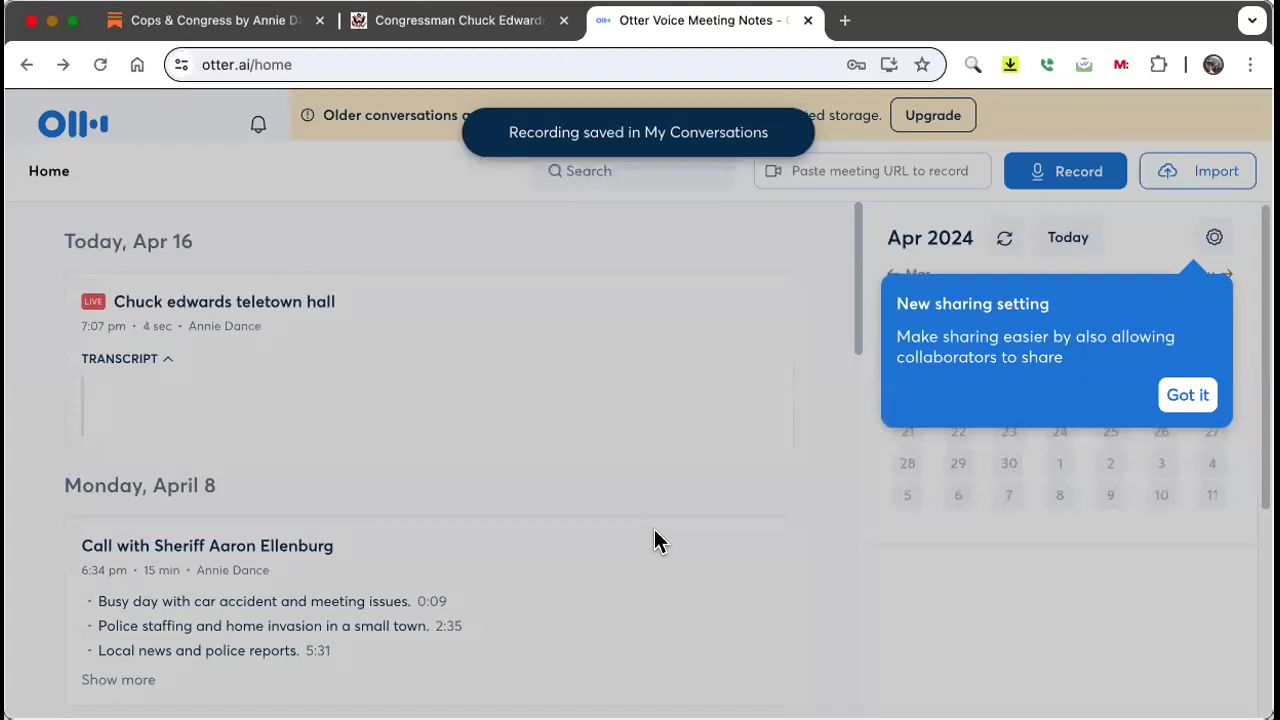 Cops & Congress by Annie Da
Congressman Chuck Edwards
Otter Voice Meeting Notes - O
otter.ai/home
M:
Older conversations a
ted storage.
Upgrade
Recording saved in My Conversations
Home
Search
Paste meeting URL to record
Record
Import
Today, Apr 16
LIVE Chuck edwards teletown hall
7:07 pm • 4 sec • Annie Dance
TRANSCRIPT
Monday, April 8
Call with Sheriff Aaron Ellenburg
6:34 pm • 15 min • Annie Dance
· Busy day with car accident and meeting issues. 0:09
· Police staffing and home invasion in a small town. 2:35
· Local news and police reports. 5:31
Show more
Apr 2024
Today
Mar
New sharing setting
Make sharing easier by also allowing
collaborators to share
Got it
21 22 23 24 25 26 27
28 29 30 1 2 3 4
5 6 7 8 9 10 11